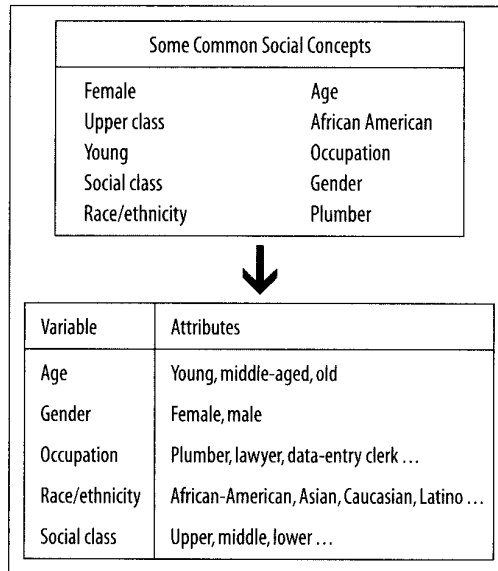 Some Common Social Concepts
Female Age
Upper class African American
Young Occupation
Social class Gender
Race/ethnicity Plumber
Variable Attributes
Age Young, middle-aged, old
Gender Female, male
Occupation Plumber, lawyer, data-entry clerk …
Race/ethnicity African-American, Asian, Caucasian, Latino …
Social class Upper, middle, lower …